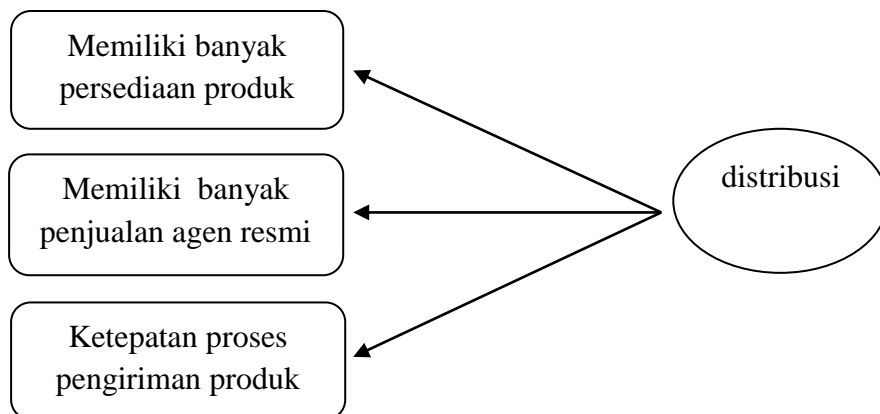 Memiliki banyak
persediaan produk
Memiliki banyak
penjualan agen resmi
Ketepatan proses
pengiriman produk
distribusi